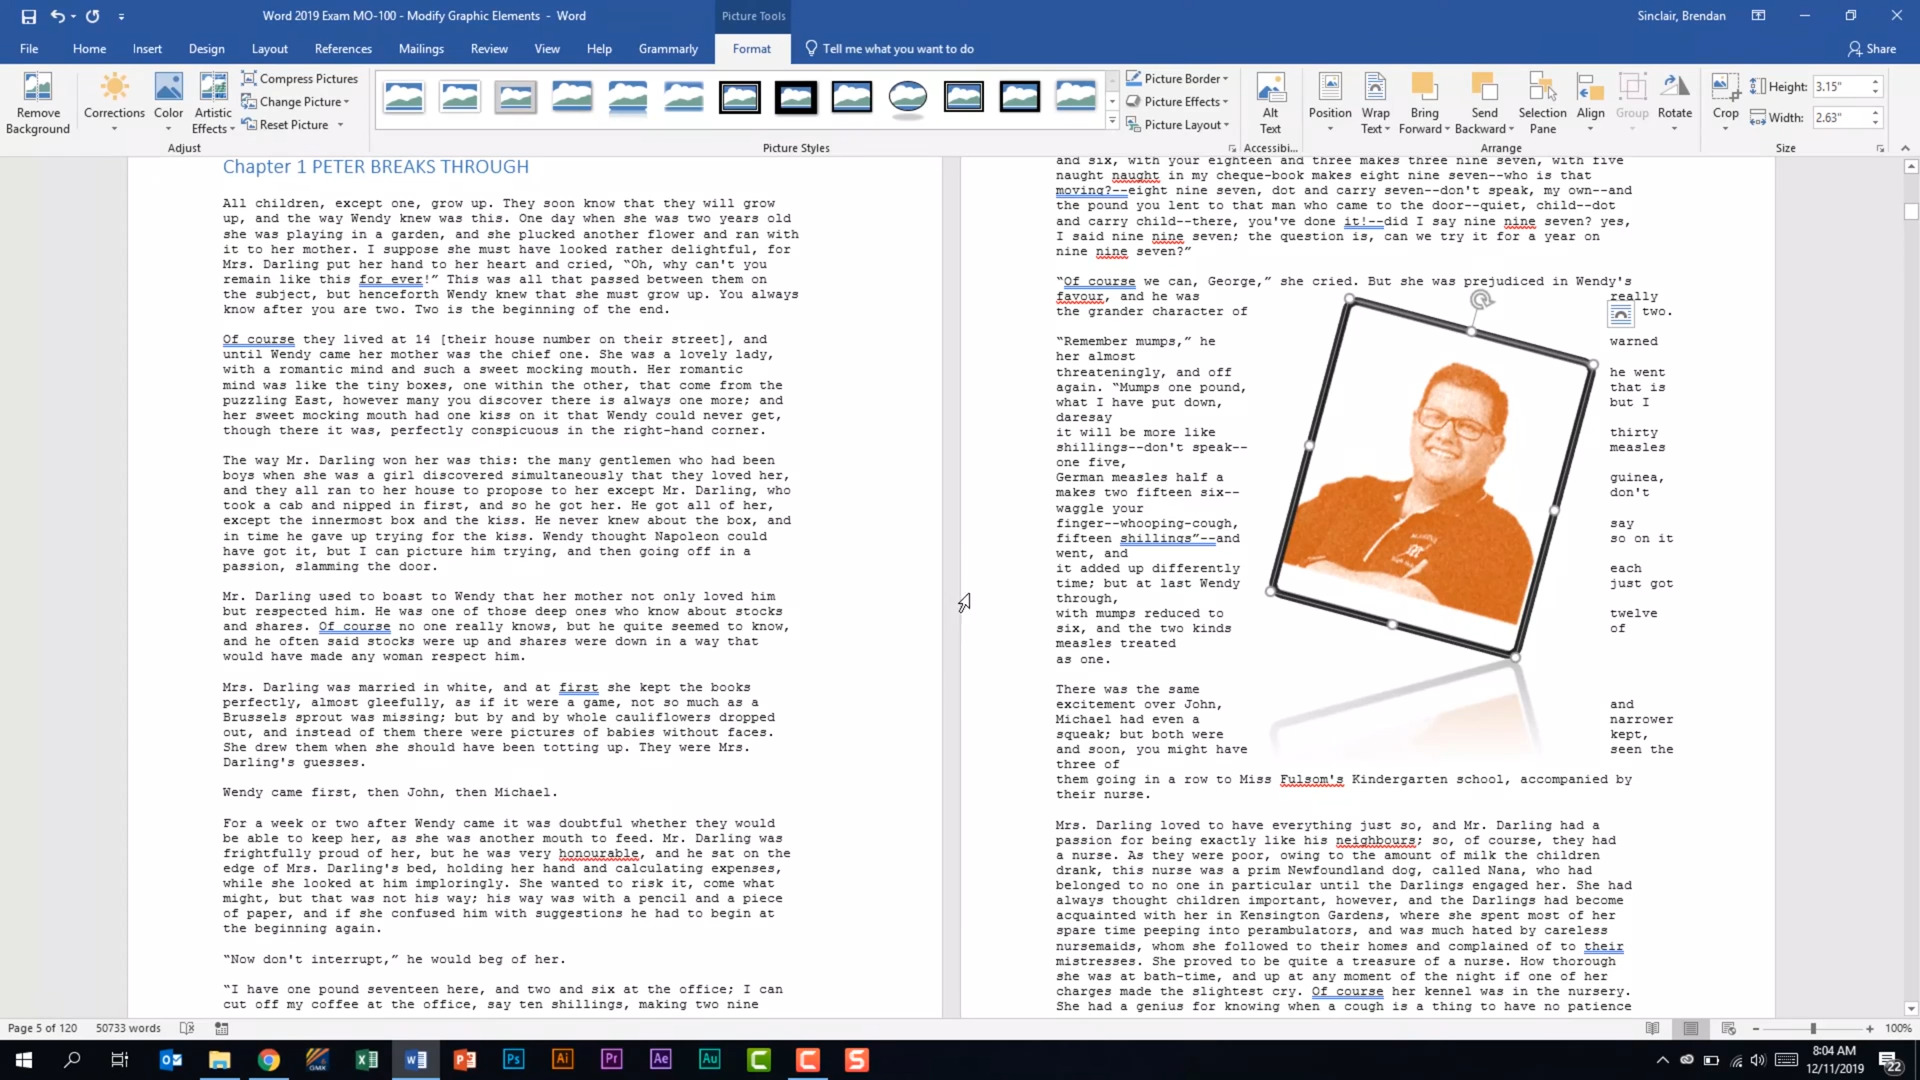 Word 2019 Exam MO-100 - Modify Graphic Elements - Word
Picture Tools
Sinclair, Brendan
File Home Insert Design Layout References Mailings Review View Help Grammarly Format Tell me what you want to do Share
Remove Background
Corrections
Color
Artistic Effects
Compress Pictures
Change Picture
Reset Picture
Adjust
Picture Styles
Picture Border
Picture Effects
Picture Layout
Alt Text
Accessibi...
Position
Wrap Text
Bring Forward
Send Backward
Selection Pane
Align
Group
Rotate
Arrange
Crop
Height: 3.15"
Width: 2.63"
Size
Chapter 1 PETER BREAKS THROUGH
All children, except one, grow up. They soon know that they will grow
up, and the way Wendy knew was this. One day when she was two years old
she was playing in a garden, and she plucked another flower and ran with
it to her mother. I suppose she must have looked rather delightful, for
Mrs. Darling put her hand to her heart and cried, “Oh, why can't you
remain like this for ever!” This was all that passed between them on
the subject, but henceforth Wendy knew that she must grow up. You always
know after you are two. Two is the beginning of the end.
Of course they lived at 14 [their house number on their street], and
until Wendy came her mother was the chief one. She was a lovely lady,
with a romantic mind and such a sweet mocking mouth. Her romantic
mind was like the tiny boxes, one within the other, that come from the
puzzling East, however many you discover there is always one more; and
her sweet mocking mouth had one kiss on it that Wendy could never get,
though there it was, perfectly conspicuous in the right-hand corner.
The way Mr. Darling won her was this: the many gentlemen who had been
boys when she was a girl discovered simultaneously that they loved her,
and they all ran to her house to propose to her except Mr. Darling, who
took a cab and nipped in first, and so he got her. He got all of her,
except the innermost box and the kiss. He never knew about the box, and
in time he gave up trying for the kiss. Wendy thought Napoleon could
have got it, but I can picture him trying, and then going off in a
passion, slamming the door.
Mr. Darling used to boast to Wendy that her mother not only loved him
but respected him. He was one of those deep ones who know about stocks
and shares. Of course no one really knows, but he quite seemed to know,
and he often said stocks were up and shares were down in a way that
would have made any woman respect him.
Mrs. Darling was married in white, and at first she kept the books
perfectly, almost gleefully, as if it were a game, not so much as a
Brussels sprout was missing; but by and by whole cauliflowers dropped
out, and instead of them there were pictures of babies without faces.
She drew them when she should have been totting up. They were Mrs.
Darling's guesses.
Wendy came first, then John, then Michael.
For a week or two after Wendy came it was doubtful whether they would
be able to keep her, as she was another mouth to feed. Mr. Darling was
frightfully proud of her, but he was very honourable, and he sat on the
edge of Mrs. Darling's bed, holding her hand and calculating expenses,
while she looked at him imploringly. She wanted to risk it, come what
might, but that was not his way; his way was with a pencil and a piece
of paper, and if she confused him with suggestions he had to begin at
the beginning again.
“Now don't interrupt,” he would beg of her.
“I have one pound seventeen here, and two and six at the office; I can
cut off my coffee at the office, say ten shillings, making two nine
and six, with your eighteen and three makes three nine seven, with five
naught naught in my cheque-book makes eight nine seven--who is that
moving?--eight nine seven, dot and carry seven--don't speak, my own--and
the pound you lent to that man who came to the door--quiet, child--dot
and carry child--there, you've done it!--did I say nine nine seven? yes,
I said nine nine seven; the question is, can we try it for a year on
nine nine seven?”
“Of course we can, George,” she cried. But she was prejudiced in Wendy's
favour, and he was really
the grander character of two.
“Remember mumps,” he warned
her almost
threateningly, and off he went
again. “Mumps one pound, that is
what I have put down, but I
daresay
it will be more like thirty
shillings--don't speak-- measles
one five,
German measles half a guinea,
makes two fifteen six-- don't
waggle your
finger--whooping-cough, say
fifteen shillings”--and so on it
went, and
it added up differently each
time; but at last Wendy just got
through,
with mumps reduced to twelve
six, and the two kinds of
measles treated
as one.
There was the same
excitement over John, and
Michael had even a narrower
squeak; but both were kept,
and soon, you might have seen the
three of
them going in a row to Miss Fulsom's Kindergarten school, accompanied by
their nurse.
Mrs. Darling loved to have everything just so, and Mr. Darling had a
passion for being exactly like his neighbours; so, of course, they had
a nurse. As they were poor, owing to the amount of milk the children
drank, this nurse was a prim Newfoundland dog, called Nana, who had
belonged to no one in particular until the Darlings engaged her. She had
always thought children important, however, and the Darlings had become
acquainted with her in Kensington Gardens, where she spent most of her
spare time peeping into perambulators, and was much hated by careless
nursemaids, whom she followed to their homes and complained of to their
mistresses. She proved to be quite a treasure of a nurse. How thorough
she was at bath-time, and up at any moment of the night if one of her
charges made the slightest cry. Of course her kennel was in the nursery.
She had a genius for knowing when a cough is a thing to have no patience
Page 5 of 120 50733 words 100%
8:04 AM
12/11/2019
22